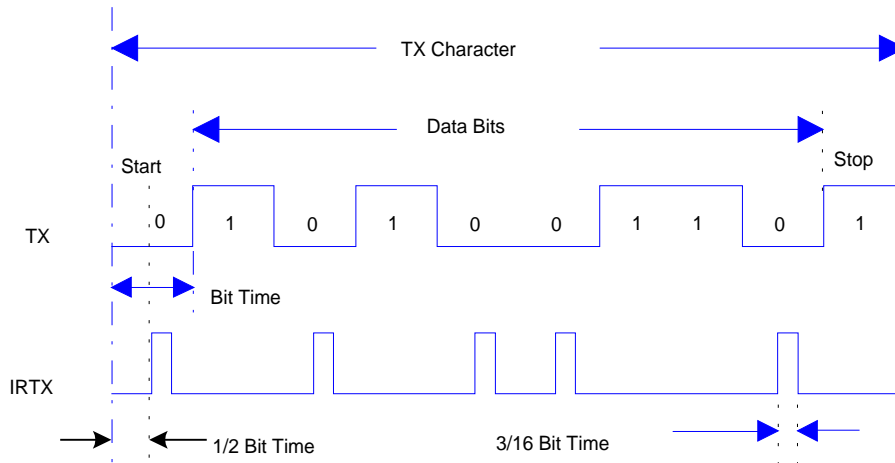 TX Character
Data Bits
Start
Stop
TX
0 1 0 1 0 0 1 1 0 1
Bit Time
IRTX
1/2 Bit Time
3/16 Bit Time